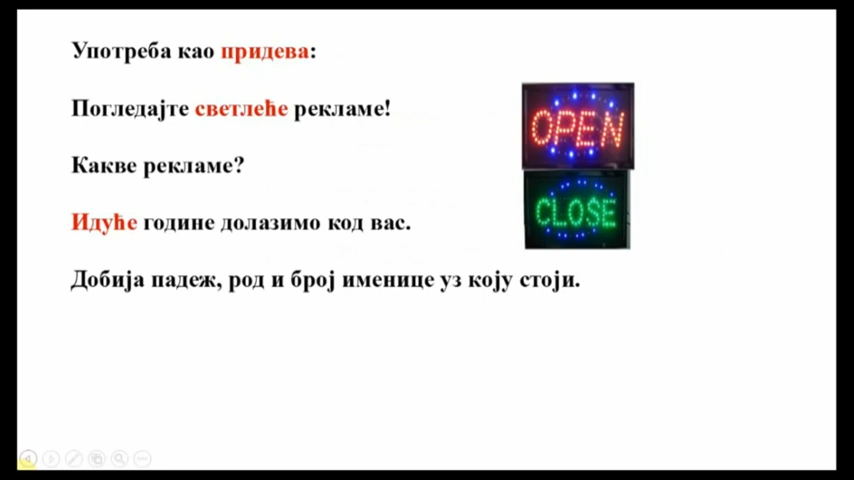 Употреба као придева:
Погледајте светлеће рекламе!
OPEN
Какве рекламе?
CLOSE
Идуће године долазимо код вас.
Добија падеж, род и број именице уз коју стоји.